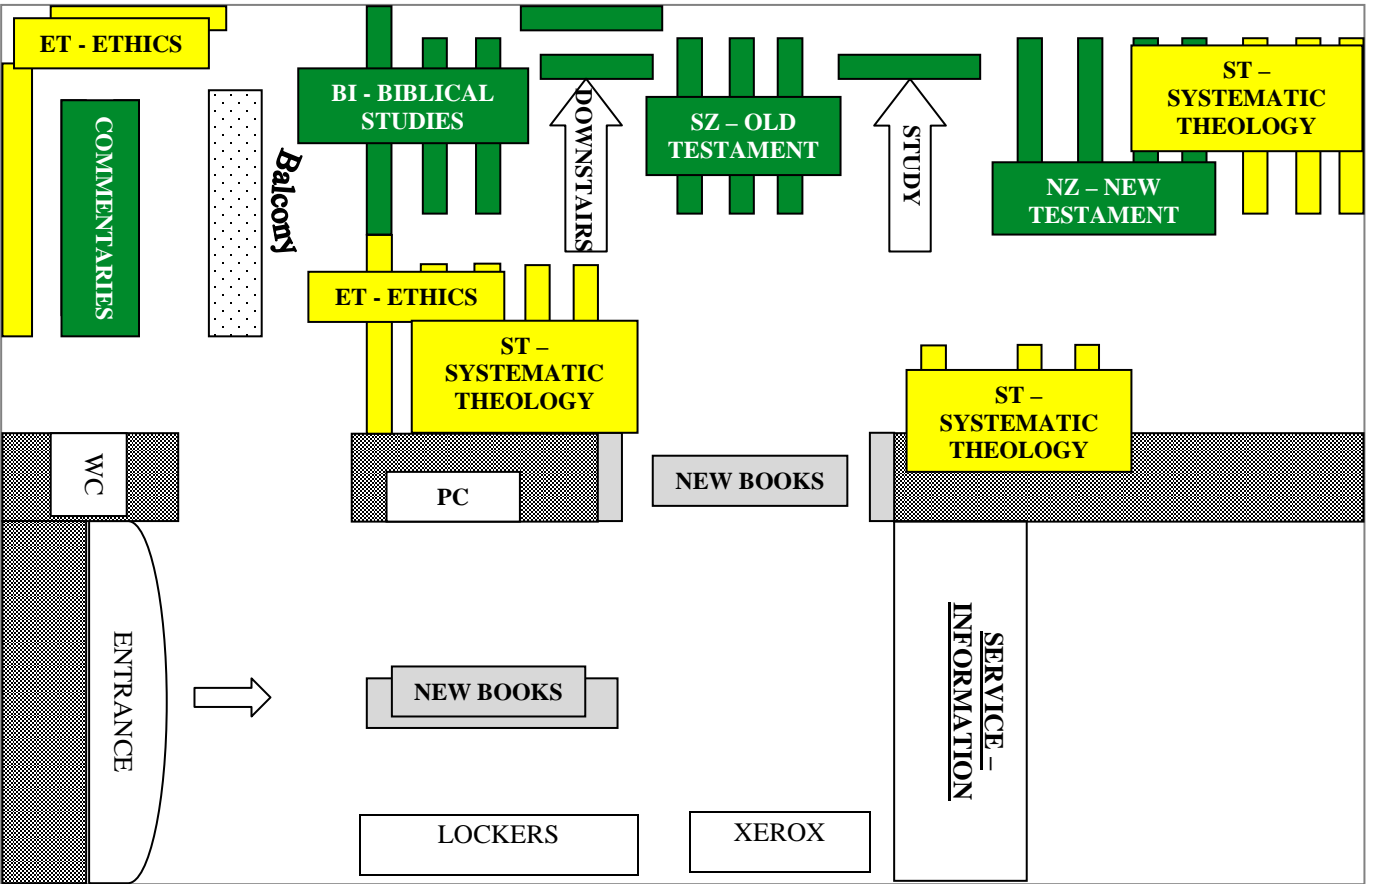 ET - ETHICS
COMMENTARIES
Balcony
BI - BIBLICAL
STUDIES
DOWNSTAIRS
SZ – OLD
TESTAMENT
STUDY
NZ – NEW
TESTAMENT
ST –
SYSTEMATIC
THEOLOGY
ET - ETHICS
ST –
SYSTEMATIC
THEOLOGY
ST –
SYSTEMATIC
THEOLOGY
WC
PC
NEW BOOKS
ENTRANCE
NEW BOOKS
SERVICE –
INFORMATION
LOCKERS
XEROX